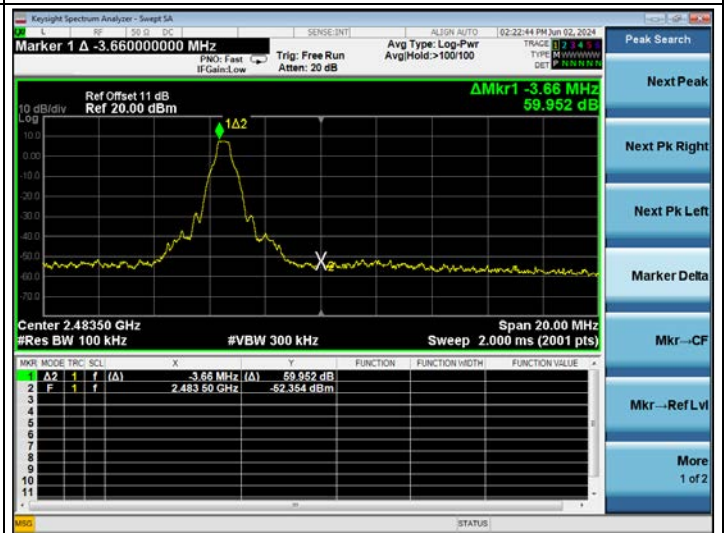 Keysight Spectrum Analyzer - Swept SA
L RF 50 Ω DC SENSE:INT ALIGN AUTO 02:22:44 PM Jun 02, 2024
Marker 1 Δ -3.660000000 MHz
PNO: Fast
IFGain:Low
Trig: Free Run
Atten: 20 dB
Avg Type: Log-Pwr
Avg|Hold:>100/100
TRACE 1 2 3 4 5 6
TYPE M W W W W W
DET P N N N N N
Peak Search
ΔMkr1 -3.66 MHz
59.952 dB
Ref Offset 11 dB
10 dB/div Ref 20.00 dBm
Log
1Δ2
10.0
0.00
-10.0
-20.0
-30.0
-40.0
-50.0
-60.0
-70.0
X2
Center 2.48350 GHz Span 20.00 MHz
#Res BW 100 kHz #VBW 300 kHz Sweep 2.000 ms (2001 pts)
MKR MODE TRC SCL X Y FUNCTION FUNCTION WIDTH FUNCTION VALUE
1 Δ2 1 f (Δ) -3.66 MHz (Δ) 59.952 dB
2 F 1 f 2.483 50 GHz -52.354 dBm
3
4
5
6
7
8
9
10
11
MSG STATUS
Next Peak
Next Pk Right
Next Pk Left
Marker Delta
Mkr→CF
Mkr→Ref Lvl
More
1 of 2